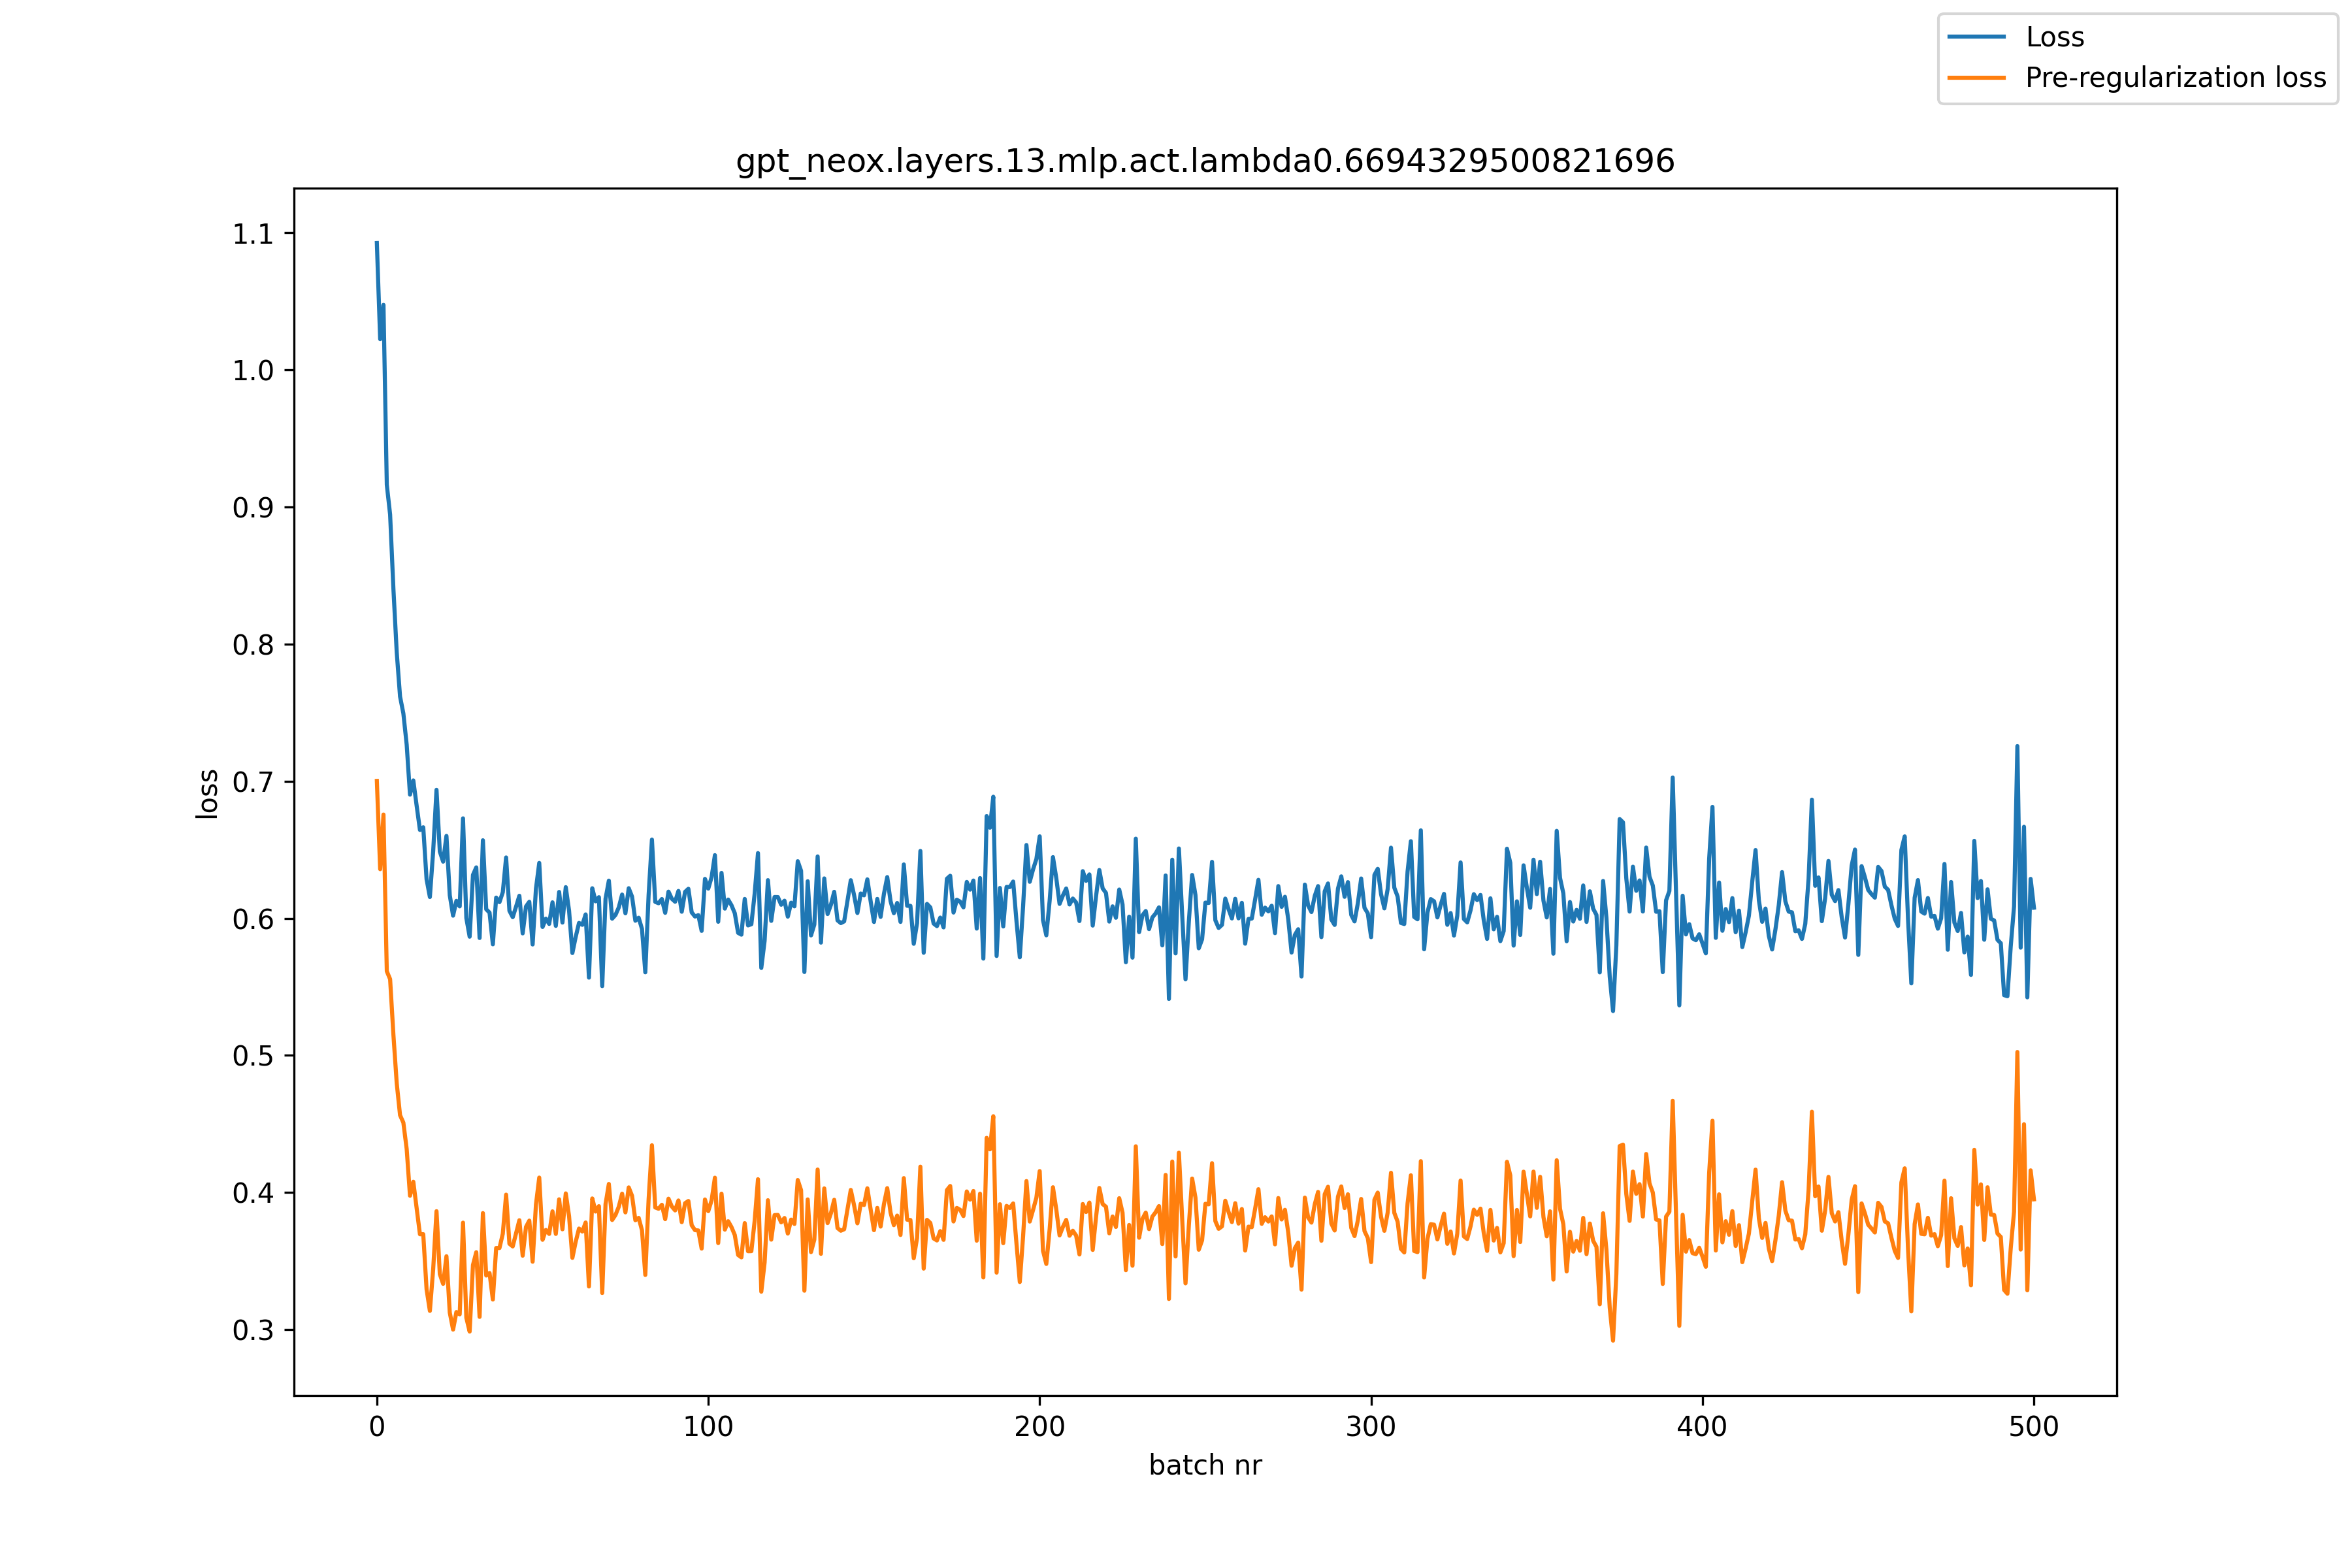 Loss
Pre-regularization loss
gpt_neox.layers.13.mlp.act.lambda0.6694329500821696
1.1
1.0
0.9
0.8
0.7
0.6
0.5
0.4
0.3
loss
0 100 200 300 400 500
batch nr